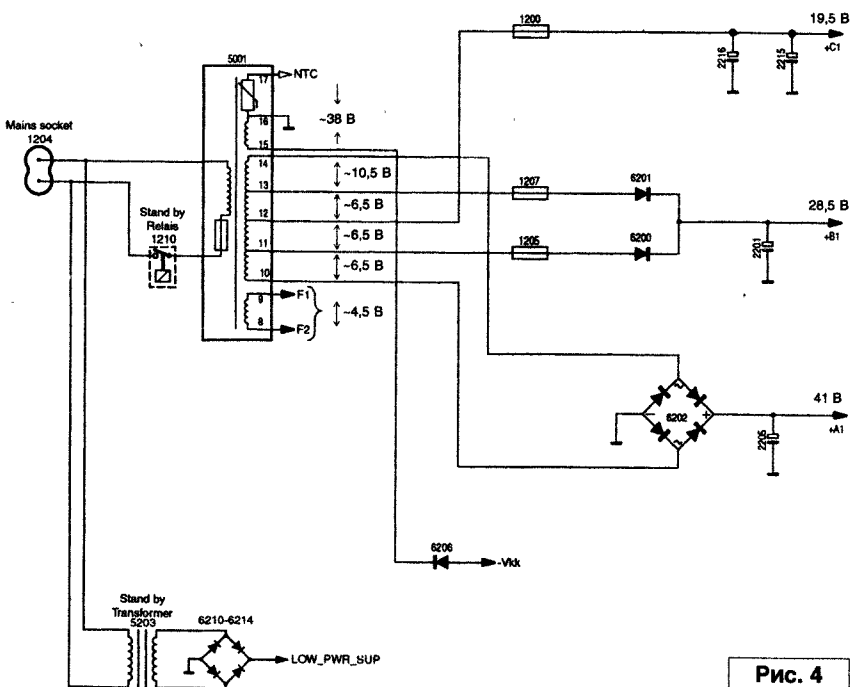 1200
19,5 В
+C1
2216
2215
5001
17
NTC
16
~38 В
15
Mains socket
1204
14
~10,5 В
13
1207
6201
~6,5 В
12
28,5 В
+B1
Stand by
Relais
1210
~6,5 В
11
1205
6200
2201
~6,5 В
10
9
F1
~4,5 В
8
F2
41 В
6202
+A1
2205
6206
-Vkk
Stand by
Transformer
5203
6210-6214
LOW_PWR_SUP
Рис. 4